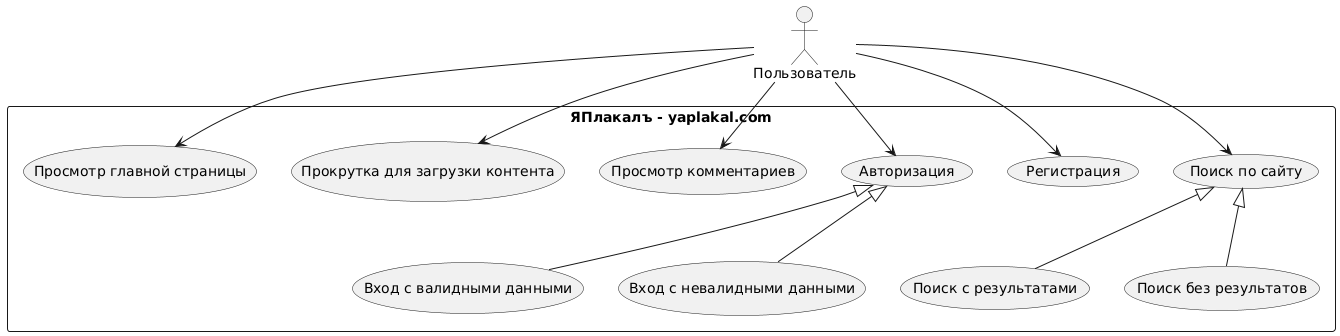 Пользователь
ЯПлакалъ - yaplakal.com
Просмотр главной страницы
Прокрутка для загрузки контента
Просмотр комментариев
Авторизация
Регистрация
Поиск по сайту
Вход с валидными данными
Вход с невалидными данными
Поиск с результатами
Поиск без результатов